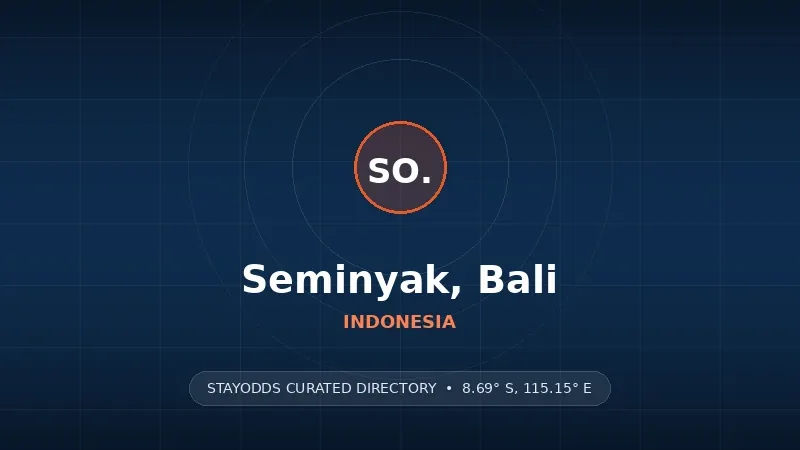 SO.
Seminyak, Bali
INDONESIA
STAYODDS CURATED DIRECTORY • 8.69° S, 115.15° E